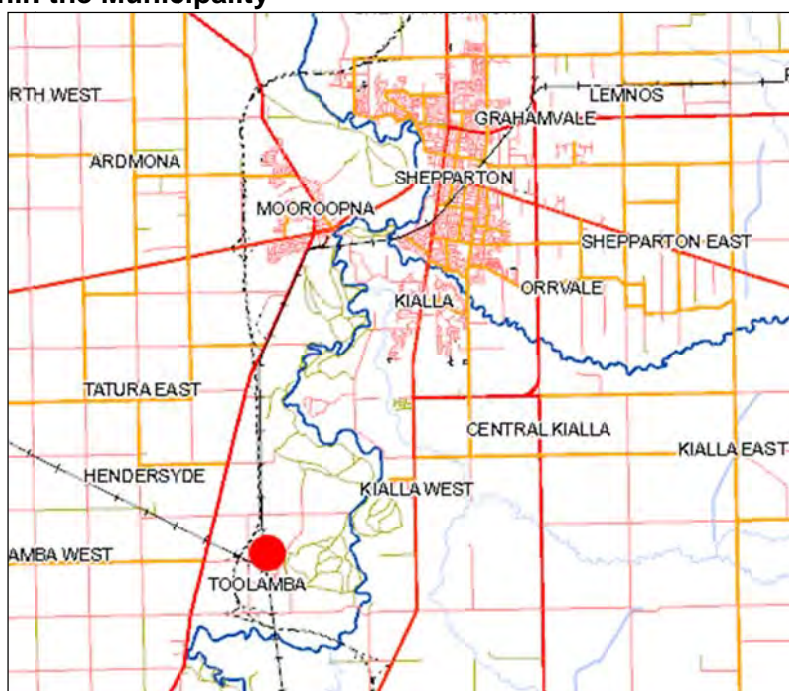 the Municipality
RTH WEST
LEMNOS
GRAHAMVALE
ARDMONA
SHEPPARTON
MOOROOPNA
SHEPPARTON EAST
ORRVALE
KIALLA
TATURA EAST
CENTRAL KIALLA
KIALLA EAST
HENDERSYDE
KIALLA WEST
AMBA WEST
TOOLAMBA